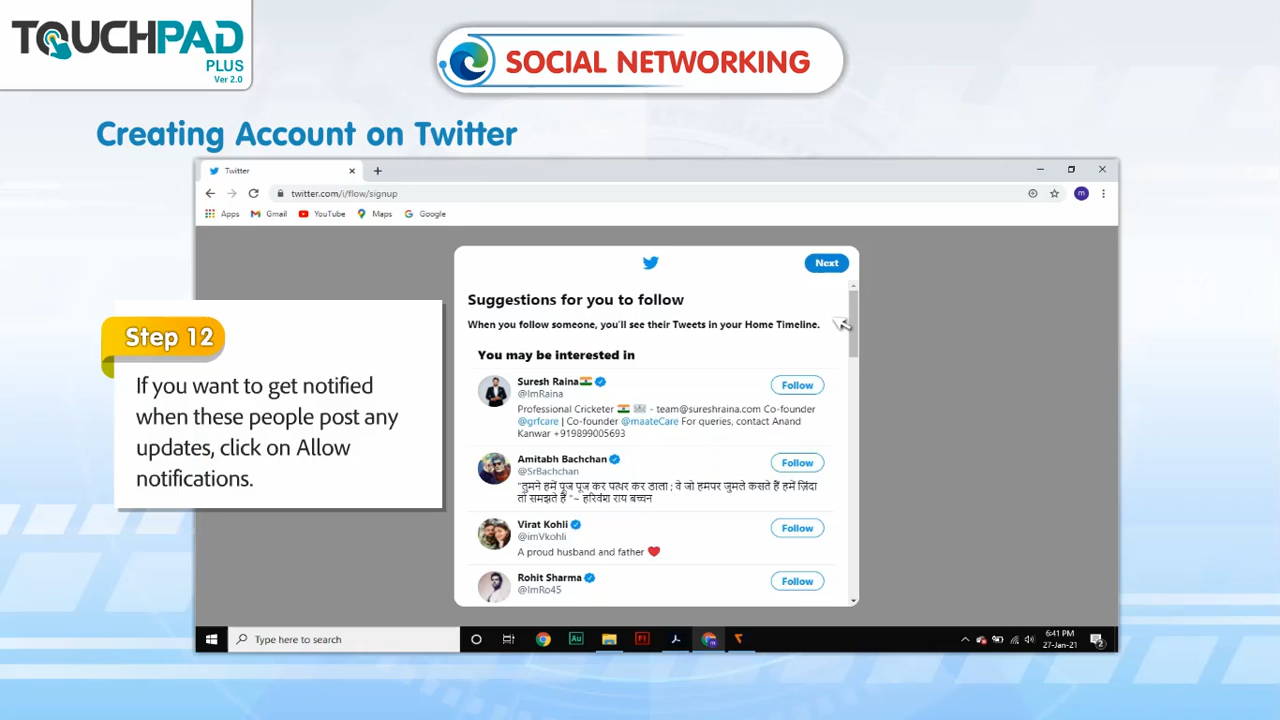 TOUCHPAD
PLUS
Ver 2.0
SOCIAL NETWORKING
Creating Account on Twitter
Twitter
twitter.com/i/flow/signup
m
Apps
Gmail
YouTube
Maps
Google
Next
Suggestions for you to follow
When you follow someone, you'll see their Tweets in your Home Timeline.
You may be interested in
Suresh Raina🇮🇳
@ImRaina
Follow
Professional Cricketer 🇮🇳 📧 - team@sureshraina.com Co-founder
@grfcare | Co-founder @maateCare For queries, contact Anand
Kanwar +919899005693
Amitabh Bachchan
@SrBachchan
Follow
"तुमने हमें पूज पूज कर पत्थर कर डाला ; वे जो हमपर जुमले कसते हैं हमें ज़िंदा
तो समझते हैं "~ हरिवंश राय बच्चन
Virat Kohli
@imVkohli
Follow
A proud husband and father ❤️
Rohit Sharma
@ImRo45
Follow
Step 12
If you want to get notified
when these people post any
updates, click on Allow
notifications.
Type here to search
Au
Fl
6:41 PM
27-Jan-21
2